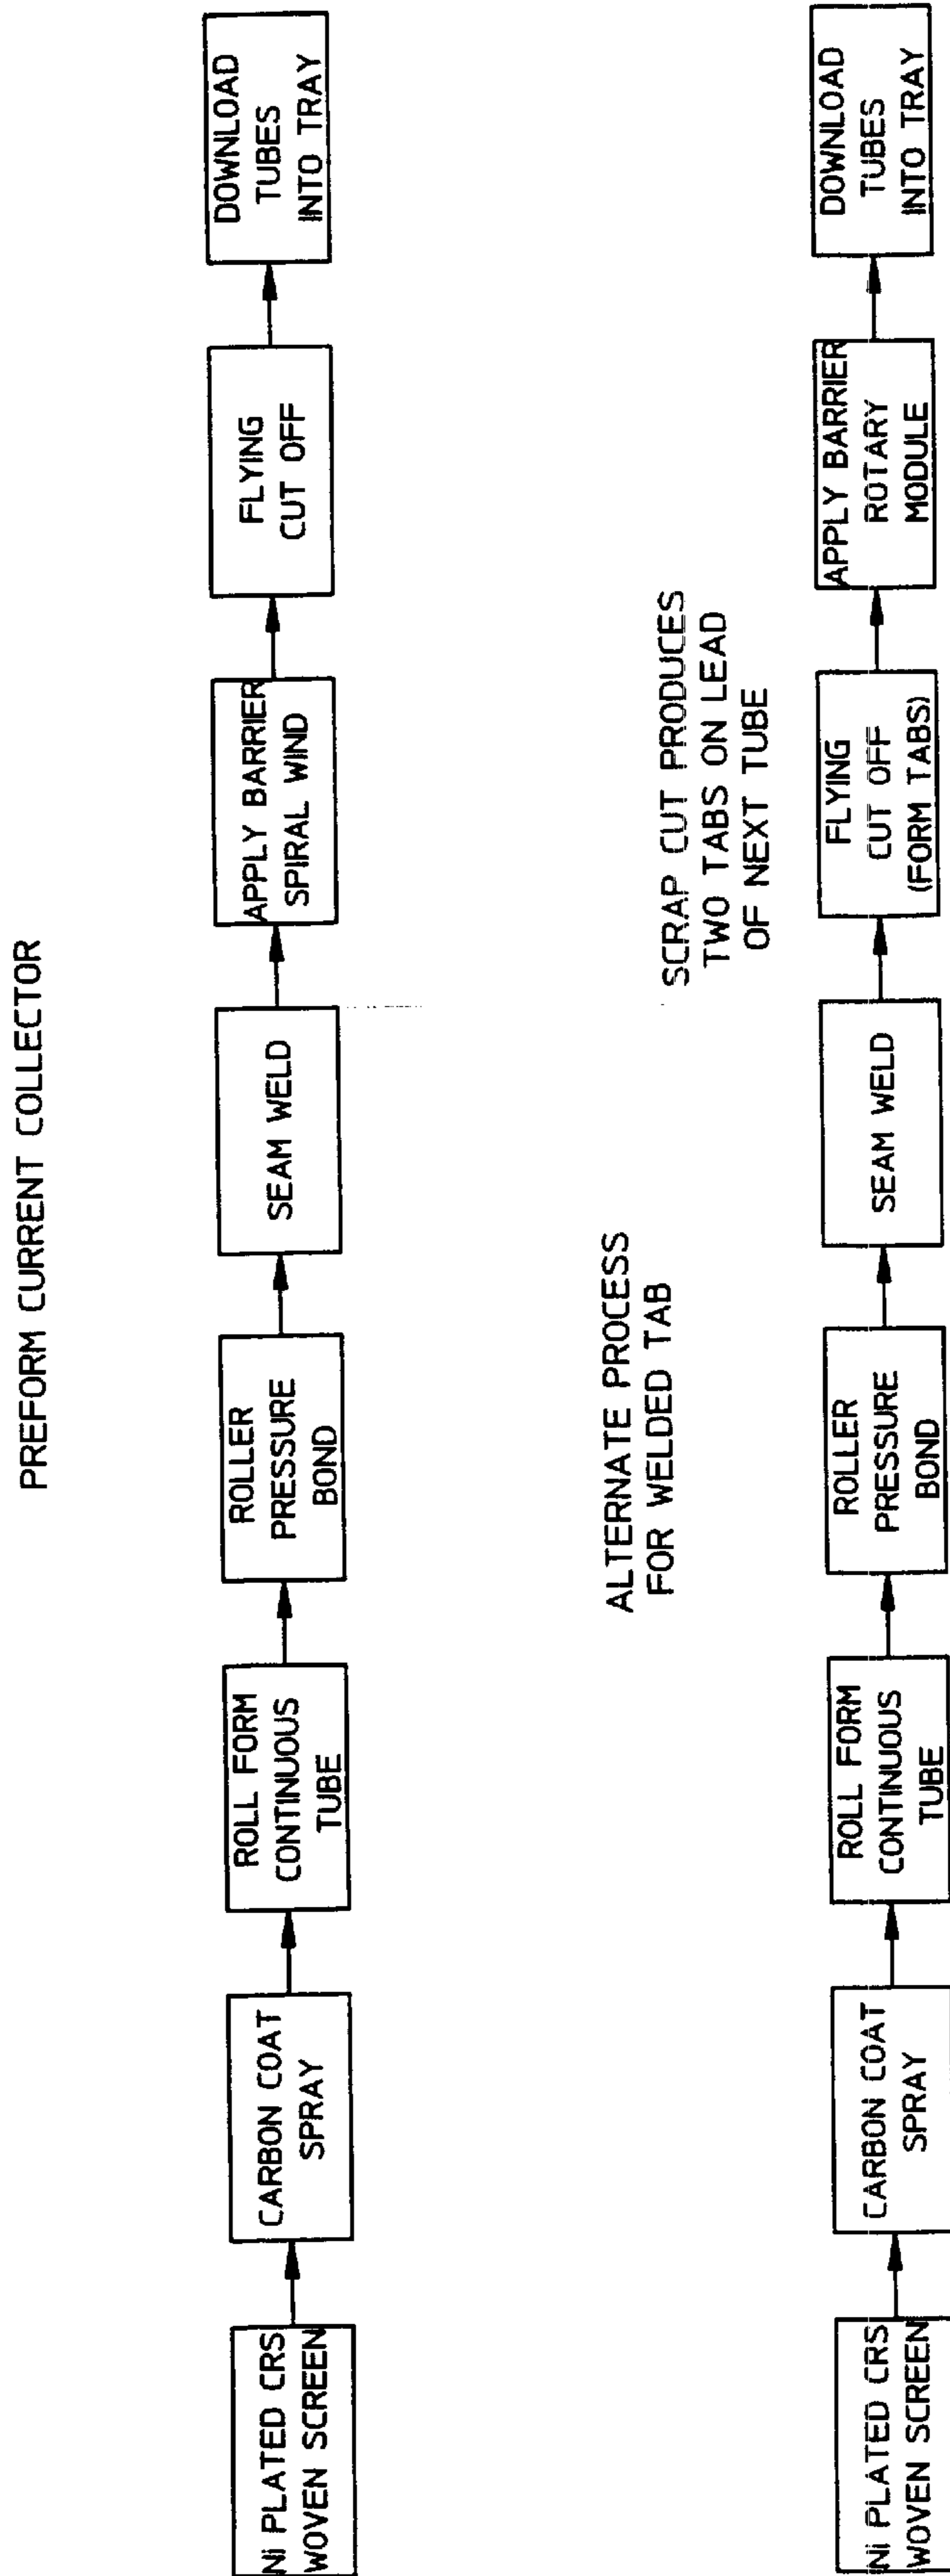 PREFORM CURRENT COLLECTOR
Ni PLATED CRS
WOVEN SCREEN
CARBON COAT
SPRAY
ROLL FORM
CONTINUOUS
TUBE
ROLLER
PRESSURE
BOND
SEAM WELD
APPLY BARRIER
SPIRAL WIND
FLYING
CUT OFF
DOWNLOAD
TUBES
INTO TRAY
ALTERNATE PROCESS
FOR WELDED TAB
SCRAP CUT PRODUCES
TWO TABS ON LEAD
OF NEXT TUBE
Ni PLATED CRS
WOVEN SCREEN
CARBON COAT
SPRAY
ROLL FORM
CONTINUOUS
TUBE
ROLLER
PRESSURE
BOND
SEAM WELD
FLYING
CUT OFF
(FORM TABS)
APPLY BARRIER
ROTARY
MODULE
DOWNLOAD
TUBES
INTO TRAY